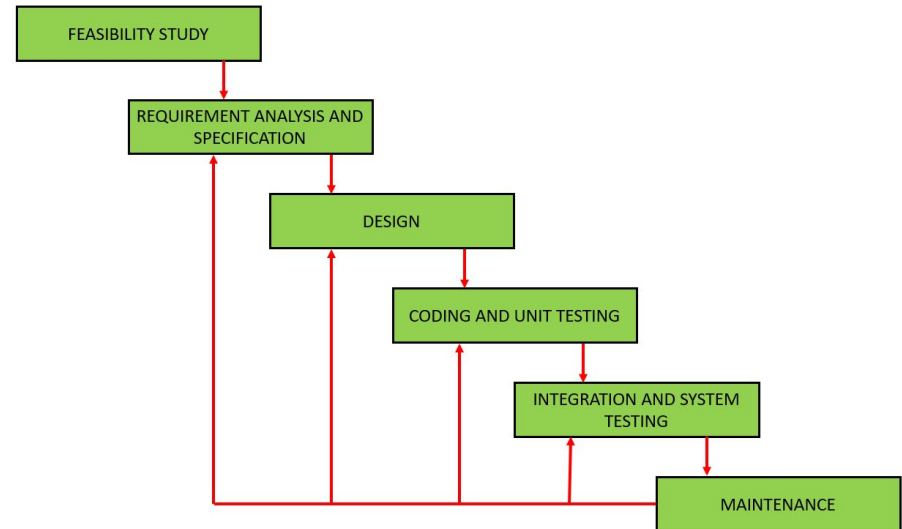 FEASIBILITY STUDY
REQUIREMENT ANALYSIS AND
SPECIFICATION
DESIGN
CODING AND UNIT TESTING
INTEGRATION AND SYSTEM
TESTING
MAINTENANCE